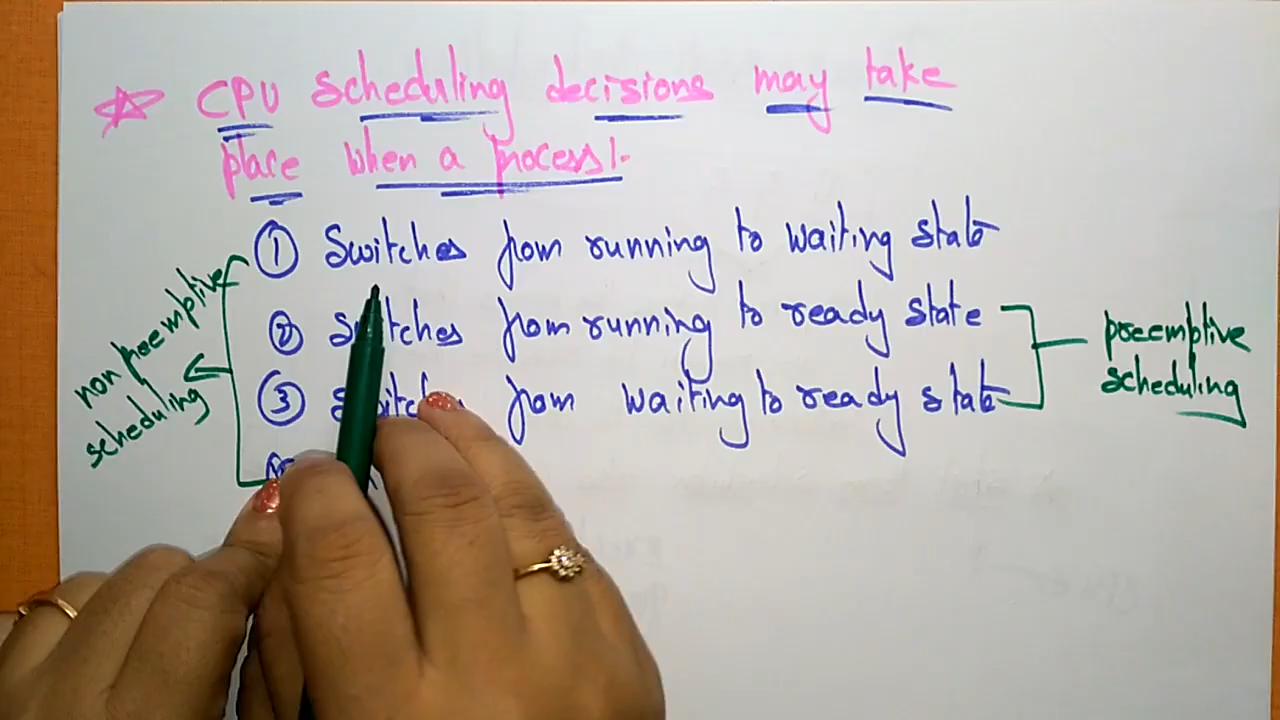 CPU scheduling decisions may take
place when a process:-
① Switches from running to waiting state
② Switches from running to ready state
③ Switches from waiting to ready state
non preemptive
scheduling
preemptive
scheduling